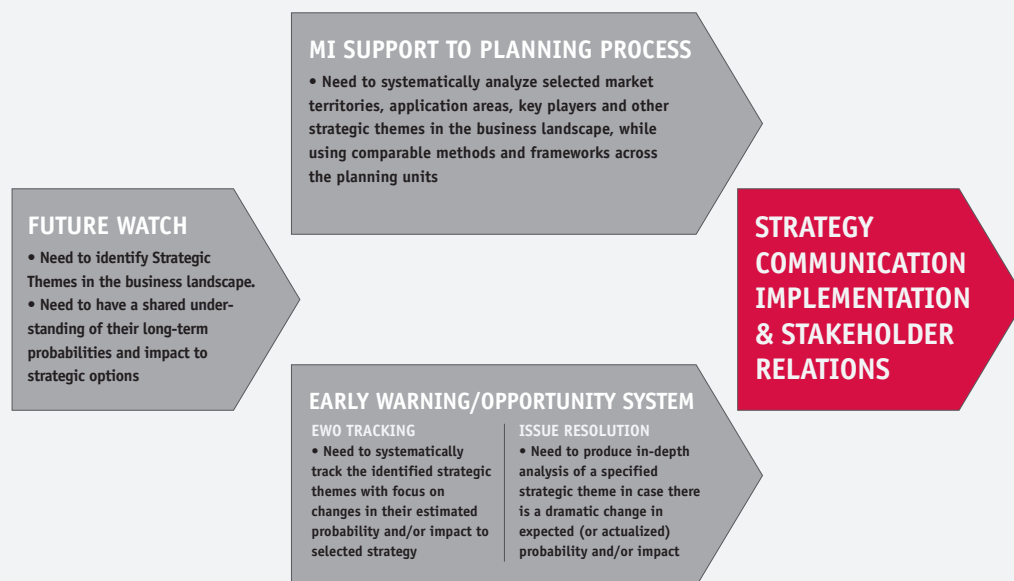 MI SUPPORT TO PLANNING PROCESS
• Need to systematically analyze selected market
territories, application areas, key players and other
strategic themes in the business landscape, while
using comparable methods and frameworks across
the planning units
FUTURE WATCH
• Need to identify Strategic
Themes in the business landscape.
• Need to have a shared under-
standing of their long-term
probabilities and impact to
strategic options
STRATEGY
COMMUNICATION
IMPLEMENTATION
& STAKEHOLDER
RELATIONS
EARLY WARNING/OPPORTUNITY SYSTEM
EWO TRACKING
• Need to systematically
track the identified strategic
themes with focus on
changes in their estimated
probability and/or impact to
selected strategy
ISSUE RESOLUTION
• Need to produce in-depth
analysis of a specified
strategic theme in case there
is a dramatic change in
expected (or actualized)
probability and/or impact